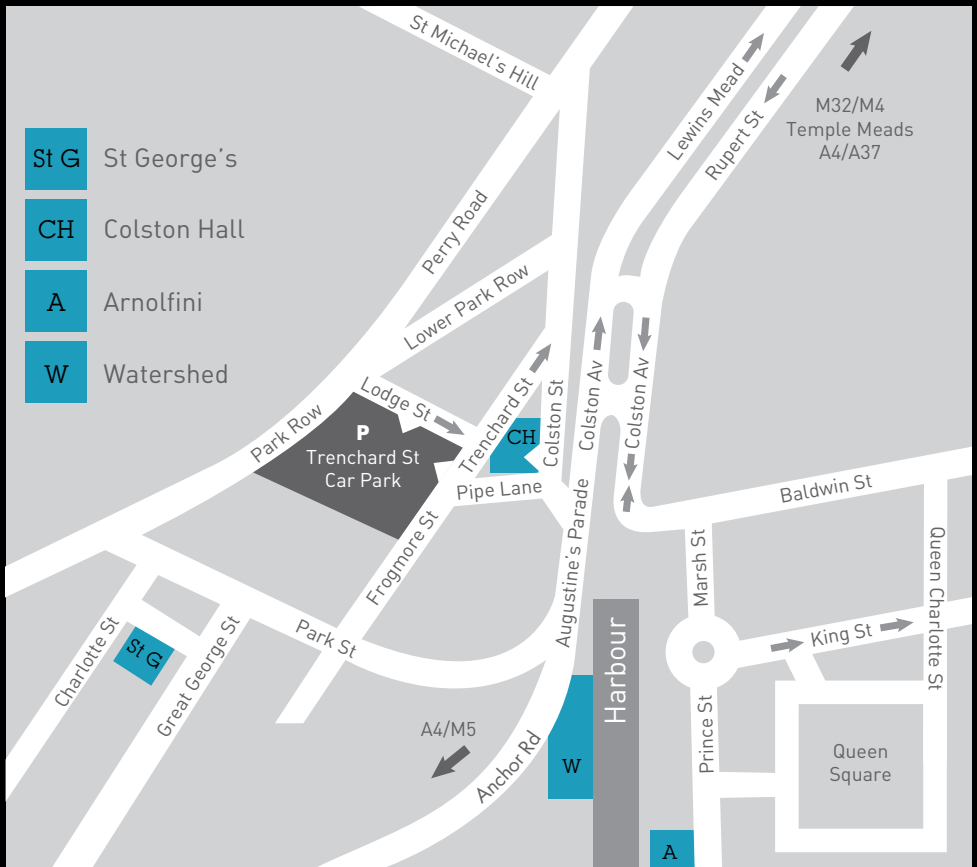 St Michael's Hill
Lewins Mead
Rupert St
M32/M4
Temple Meads
A4/A37
St G St George's
CH Colston Hall
A Arnolfini
W Watershed
Perry Road
Lower Park Row
Lodge St
Park Row
P
Trenchard St
Car Park
Trenchard St
CH
Colston St
Colston Av
Colston Av
Pipe Lane
Baldwin St
Frogmore St
Augustine's Parade
Marsh St
Queen Charlotte St
Park St
Charlotte St
St G
Great George St
Harbour
King St
Prince St
A4/M5
Anchor Rd
W
Queen
Square
A